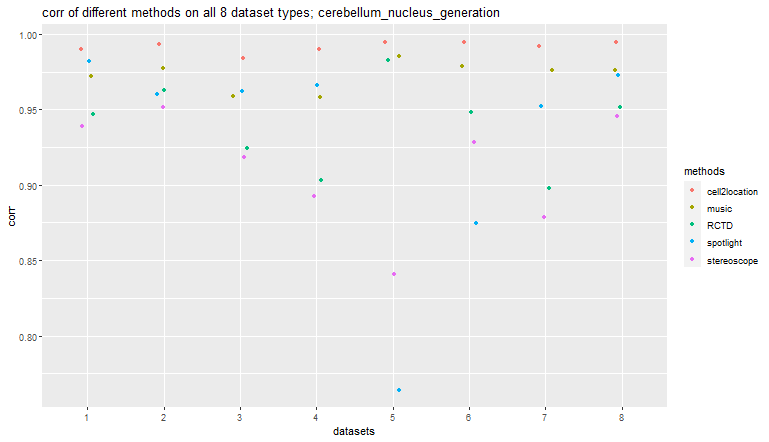 corr of different methods on all 8 dataset types; cerebellum_nucleus_generation
1.00
0.95
0.90
0.85
0.80
corr
1 2 3 4 5 6 7 8
datasets
methods
cell2location
music
RCTD
spotlight
stereoscope